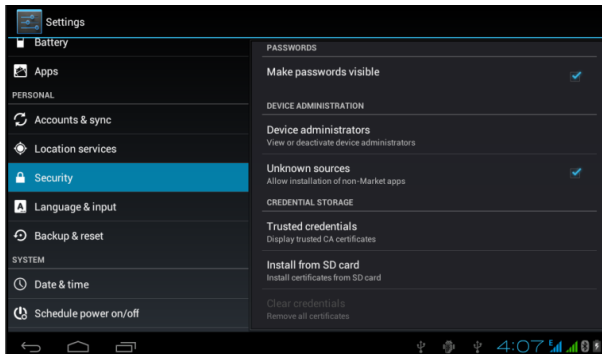 Settings
Battery
Apps
PERSONAL
Accounts & sync
Location services
Security
Language & input
Backup & reset
SYSTEM
Date & time
Schedule power on/off
PASSWORDS
Make passwords visible
DEVICE ADMINISTRATION
Device administrators
View or deactivate device administrators
Unknown sources
Allow installation of non-Market apps
CREDENTIAL STORAGE
Trusted credentials
Display trusted CA certificates
Install from SD card
Install certificates from SD card
Clear credentials
Remove all certificates
4:07